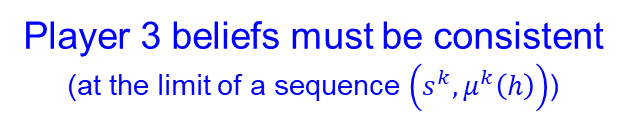 Player 3 beliefs must be consistent
(at the limit of a sequence (s^k, μ^k(h)))